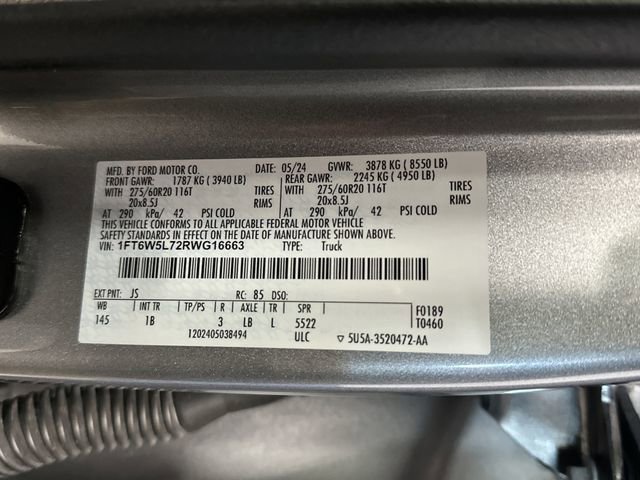 MFD. BY FORD MOTOR CO. DATE: 05/24 GVWR: 3878 KG ( 8550 LB)
FRONT GAWR: 1787 KG ( 3940 LB) REAR GAWR: 2245 KG ( 4950 LB)
WITH 275/60R20 116T TIRES WITH 275/60R20 116T TIRES
20x8.5J RIMS 20x8.5J RIMS
AT 290 kPa/ 42 PSI COLD AT 290 kPa/ 42 PSI COLD
THIS VEHICLE CONFORMS TO ALL APPLICABLE FEDERAL MOTOR VEHICLE
SAFETY STANDARDS IN EFFECT ON THE DATE OF MANUFACTURE SHOWN ABOVE.
VIN: 1FT6W5L72RWG16663 TYPE: Truck
EXT PNT: JS RC: 85 DSO: F0189
WB INT TR TP/PS R AXLE TR SPR T0460
145 1B 3 LB L 5522
1202405038494 ULC ▽ 5U5A-3520472-AA